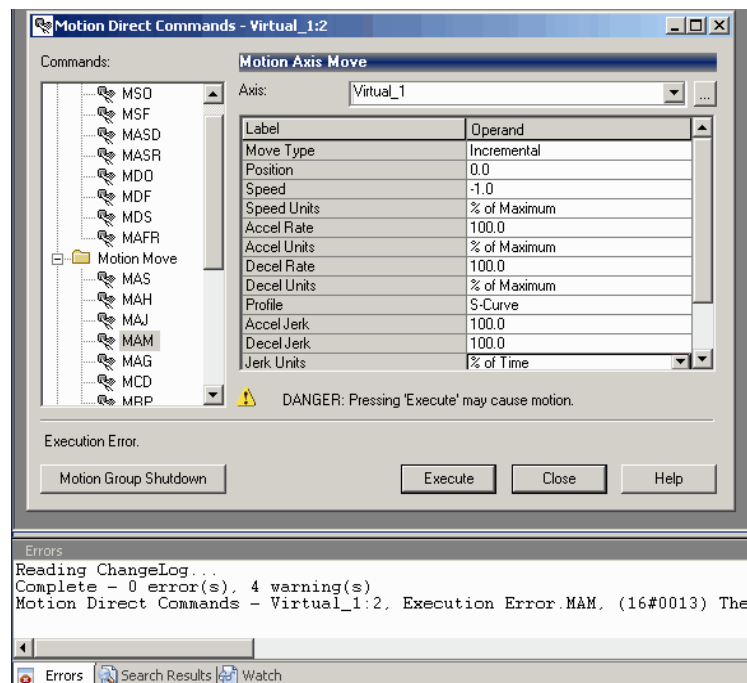 Motion Direct Commands - Virtual_1:2
Commands:
MSO
MSF
MASD
MASR
MDO
MDF
MDS
MAFR
Motion Move
MAS
MAH
MAJ
MAM
MAG
MCD
MRP
Motion Axis Move
Axis: Virtual_1 ...
Label Operand
Move Type Incremental
Position 0.0
Speed -1.0
Speed Units % of Maximum
Accel Rate 100.0
Accel Units % of Maximum
Decel Rate 100.0
Decel Units % of Maximum
Profile S-Curve
Accel Jerk 100.0
Decel Jerk 100.0
Jerk Units % of Time
DANGER: Pressing 'Execute' may cause motion.
Execution Error.
Motion Group Shutdown Execute Close Help
Errors
Reading ChangeLog...
Complete - 0 error(s), 4 warning(s)
Motion Direct Commands - Virtual_1:2, Execution Error.MAM, (16#0013) The
Errors Search Results Watch